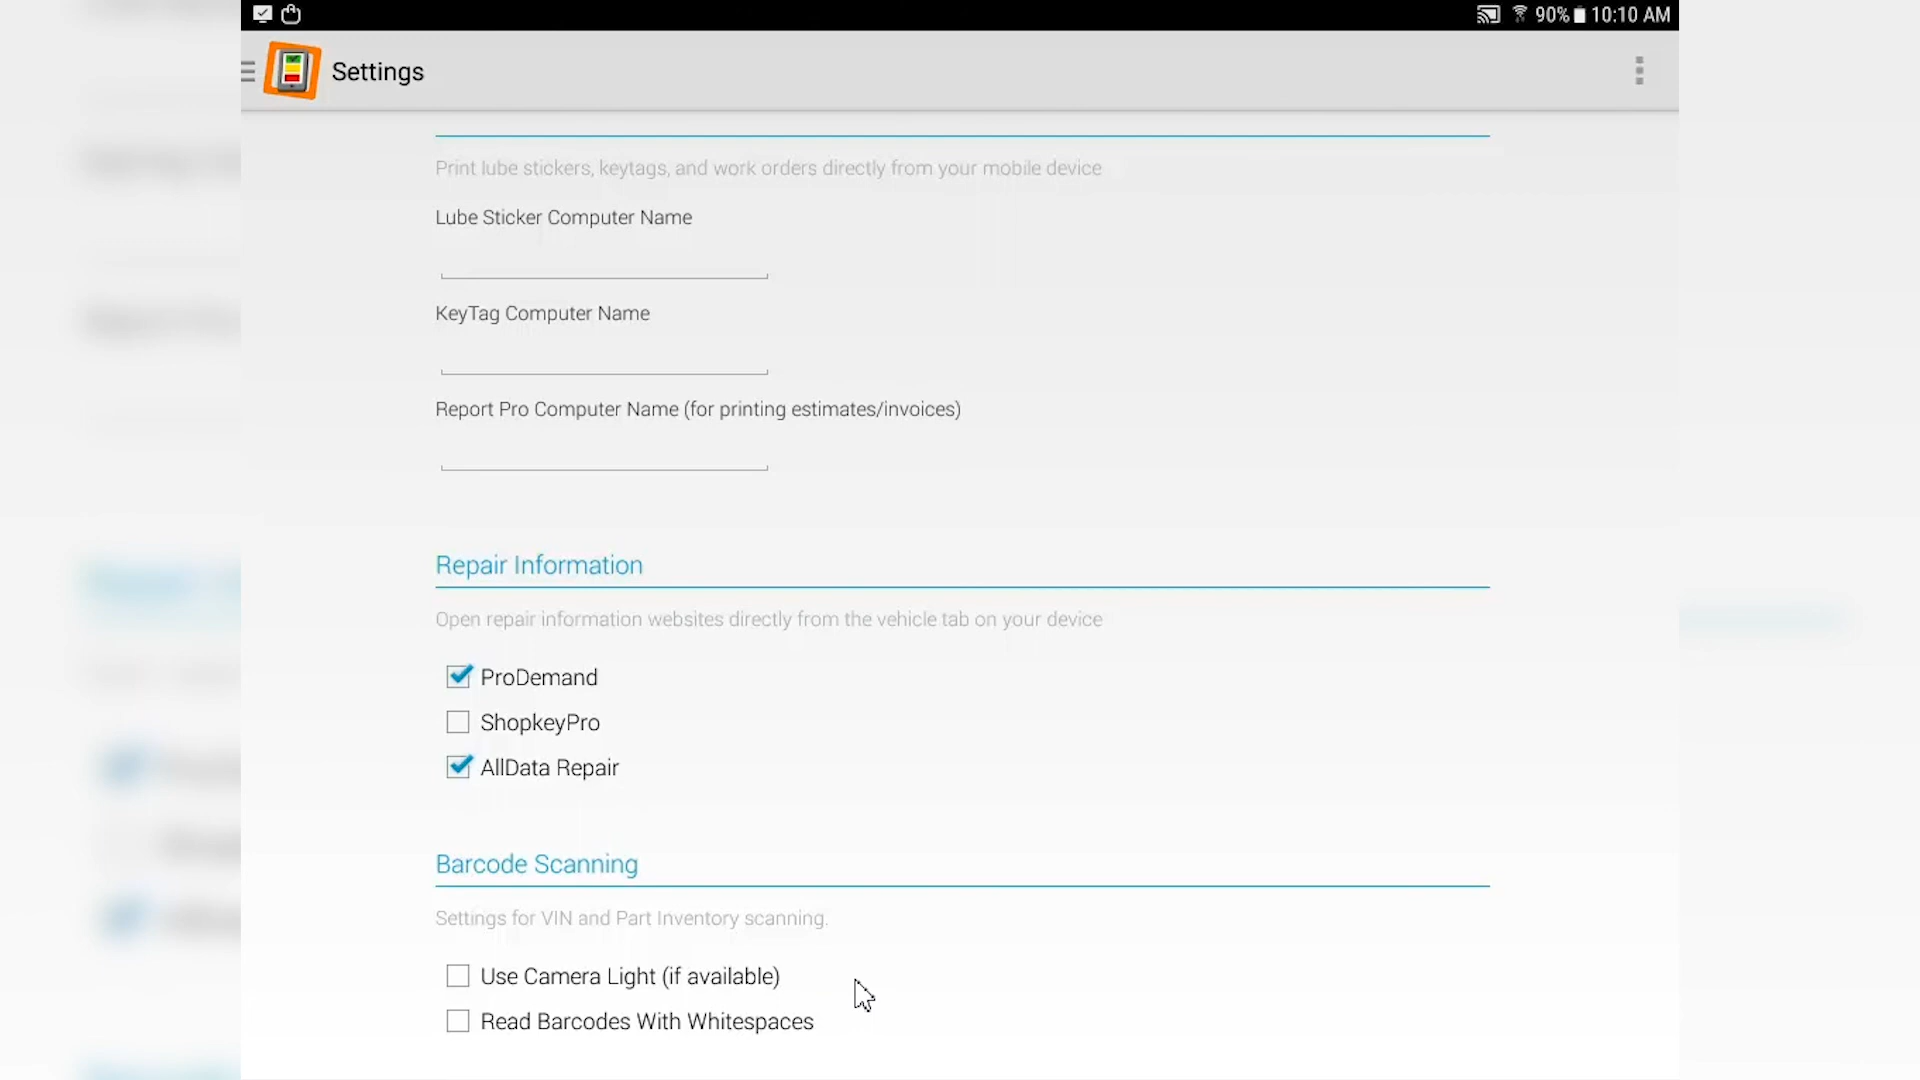 90% 10:10 AM
Settings
Print lube stickers, keytags, and work orders directly from your mobile device
Lube Sticker Computer Name
KeyTag Computer Name
Report Pro Computer Name (for printing estimates/invoices)
Repair Information
Open repair information websites directly from the vehicle tab on your device
ProDemand
ShopkeyPro
AllData Repair
Barcode Scanning
Settings for VIN and Part Inventory scanning.
Use Camera Light (if available)
Read Barcodes With Whitespaces